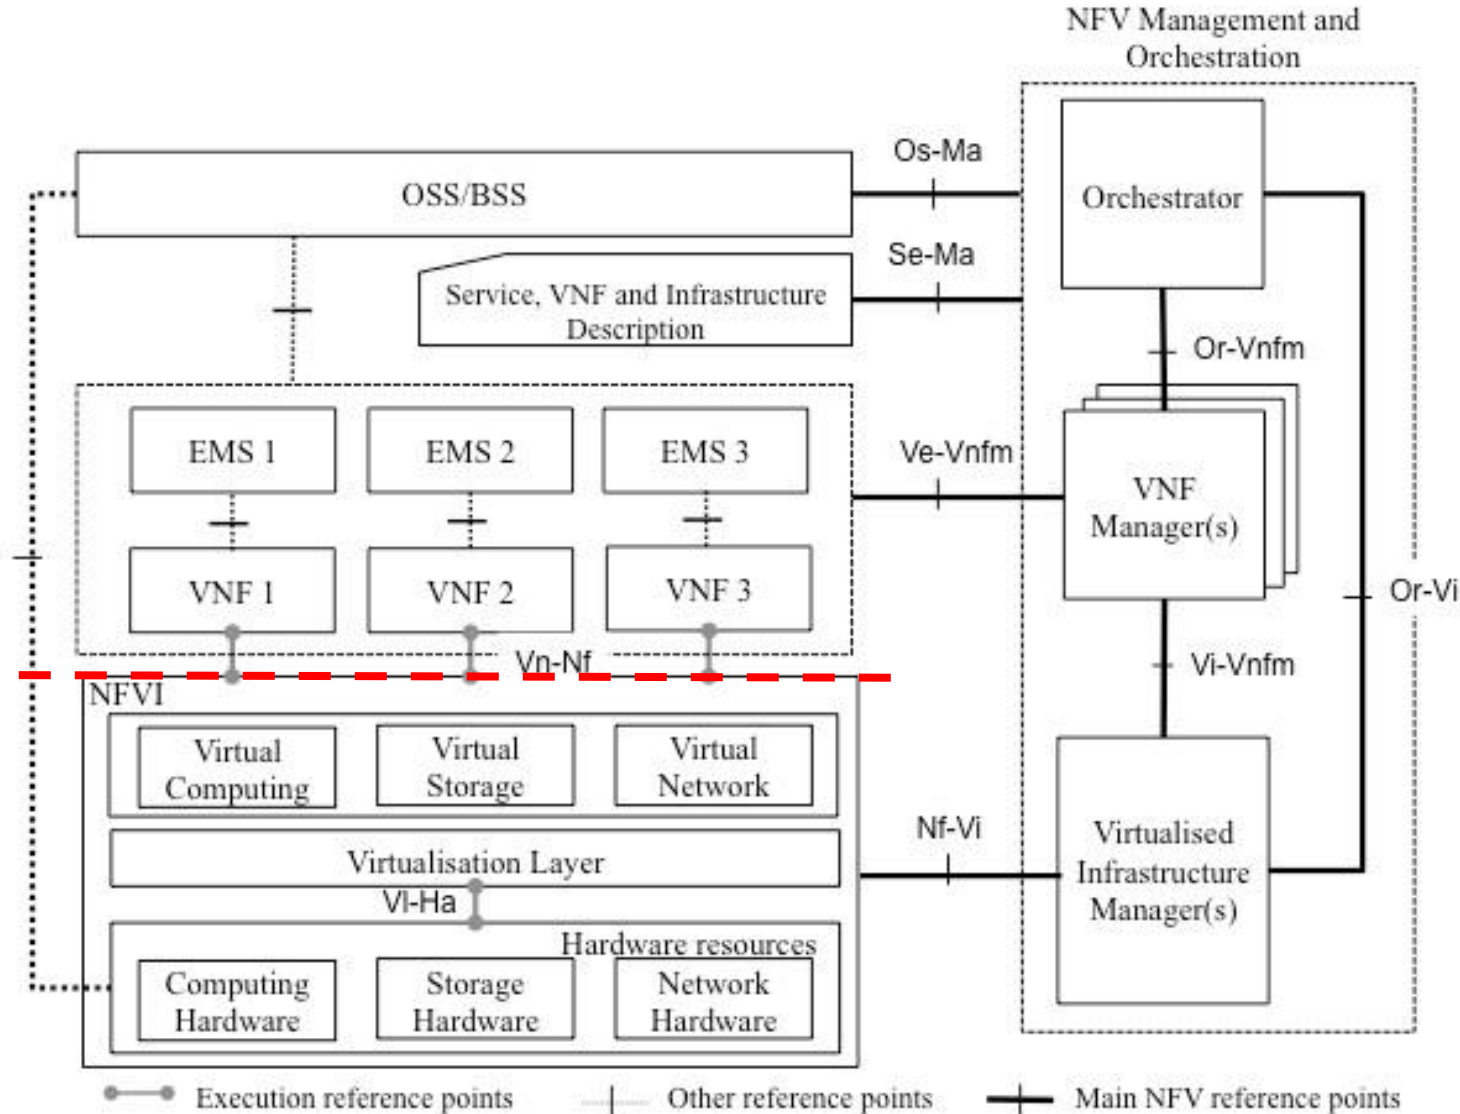 NFV Management and
Orchestration
Os-Ma
OSS/BSS
Orchestrator
Se-Ma
Service, VNF and Infrastructure
Description
Or-Vnfm
EMS 1
EMS 2
EMS 3
Ve-Vnfm
VNF
Manager(s)
VNF 1
VNF 2
VNF 3
Or-Vi
Vn-Nf
Vi-Vnfm
NFVI
Virtual
Computing
Virtual
Storage
Virtual
Network
Nf-Vi
Virtualised
Infrastructure
Manager(s)
Virtualisation Layer
Vl-Ha
Hardware resources
Computing
Hardware
Storage
Hardware
Network
Hardware
Execution reference points
Other reference points
Main NFV reference points